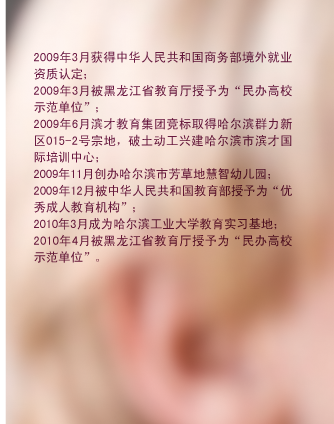 2009年3月获得中华人民共和国商务部境外就业
资质认定；
2009年3月被黑龙江省教育厅授予为“民办高校
示范单位”；
2009年6月滨才教育集团竞标取得哈尔滨群力新
区015-2号宗地，破土动工兴建哈尔滨市滨才国
际培训中心；
2009年11月创办哈尔滨市芳草地慧智幼儿园；
2009年12月被中华人民共和国教育部授予为“优
秀成人教育机构”；
2010年3月成为哈尔滨工业大学教育实习基地；
2010年4月被黑龙江省教育厅授予为“民办高校
示范单位”。